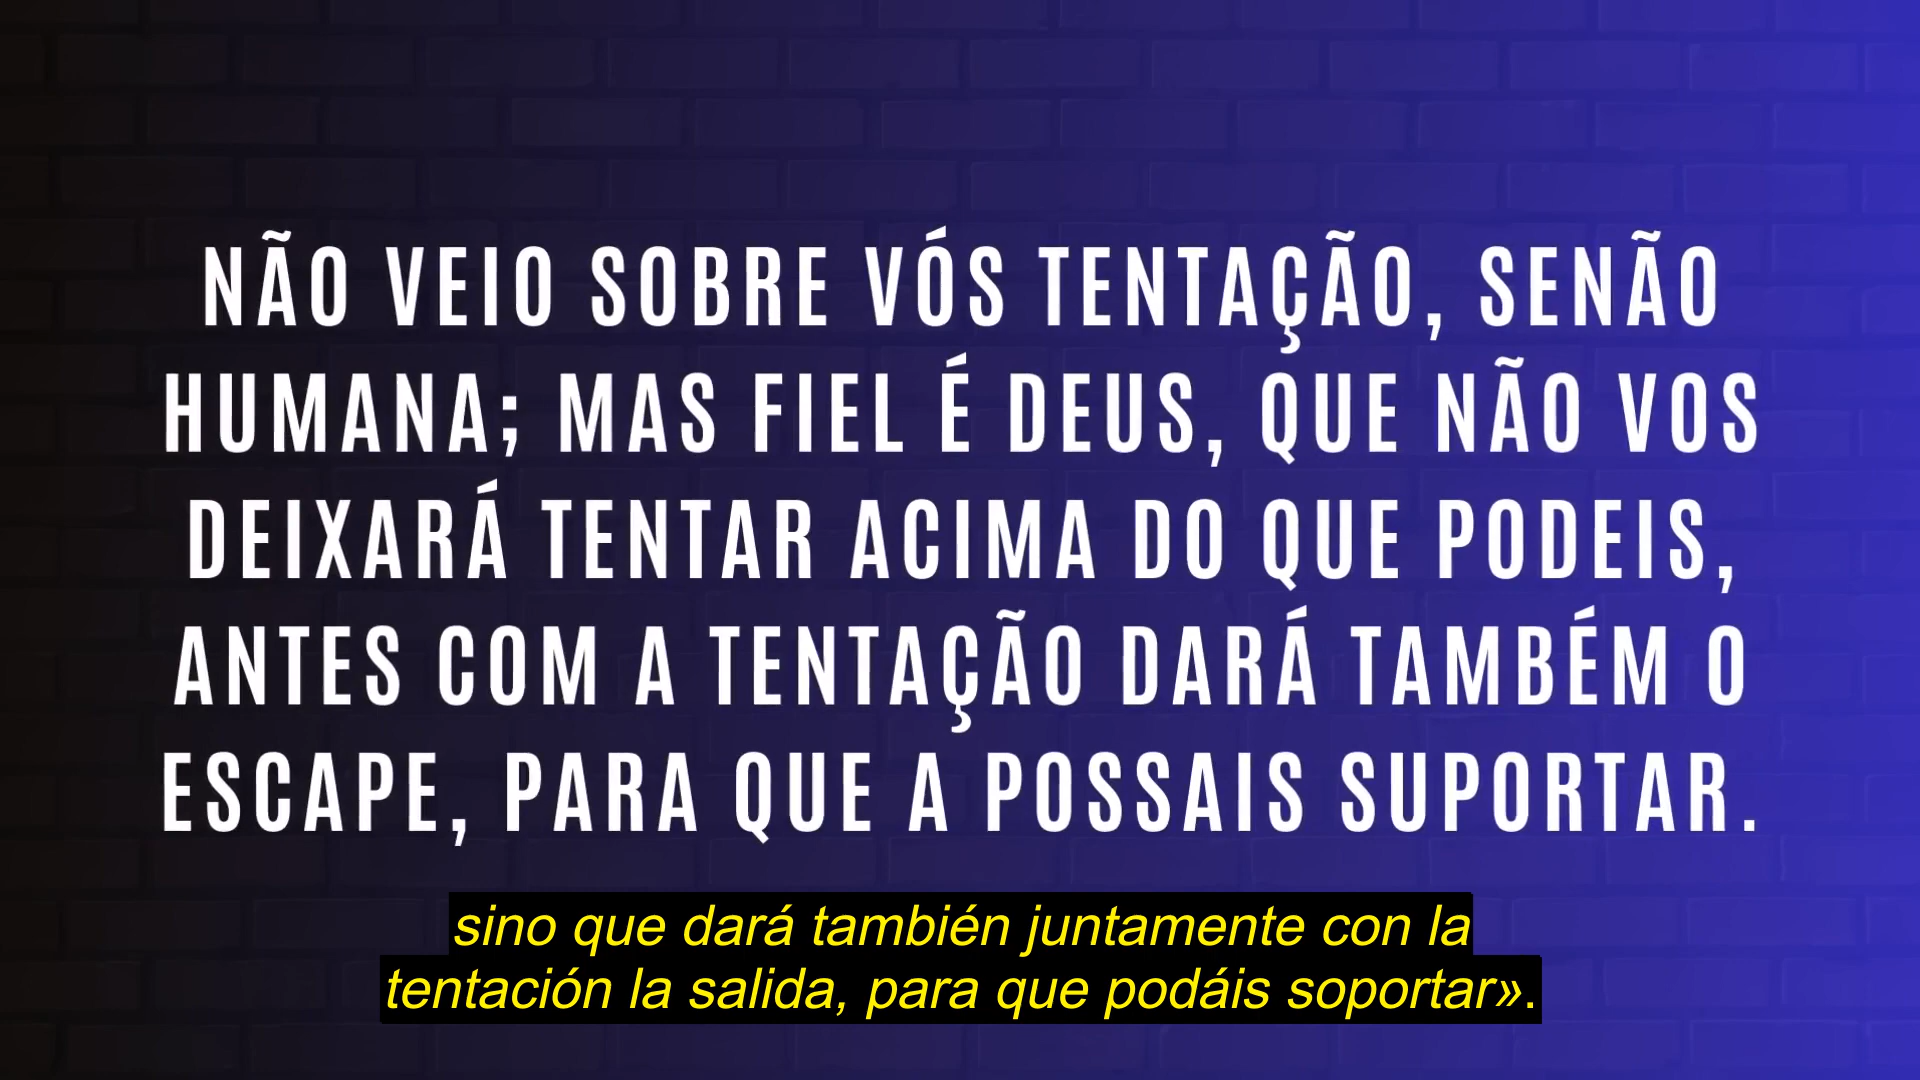 NÃO VEIO SOBRE VÓS TENTAÇÃO, SENÃO
HUMANA; MAS FIEL É DEUS, QUE NÃO VOS
DEIXARÁ TENTAR ACIMA DO QUE PODEIS,
ANTES COM A TENTAÇÃO DARÁ TAMBÉM O
ESCAPE, PARA QUE A POSSAIS SUPORTAR.
sino que dará también juntamente con la
tentación la salida, para que podáis soportar».